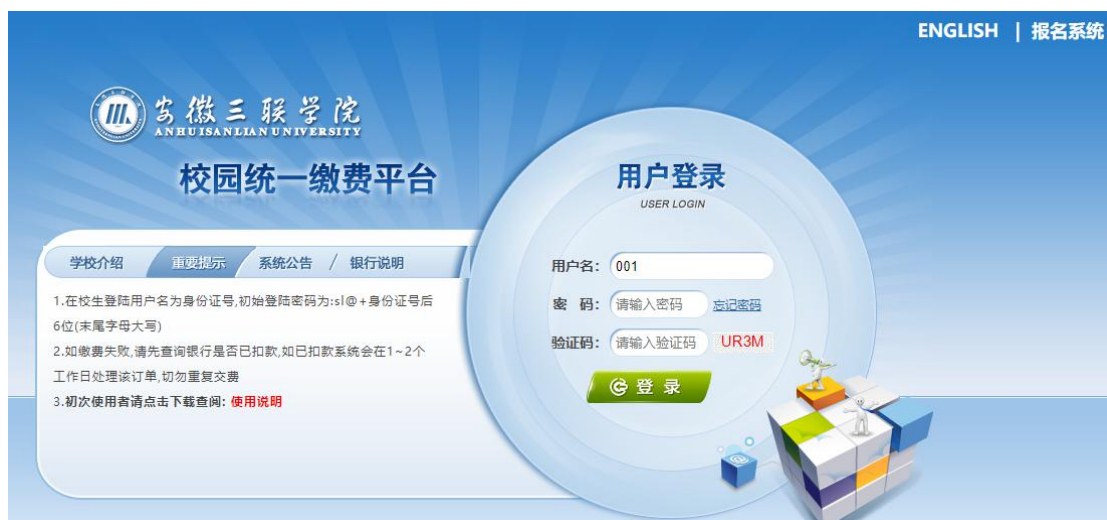 ENGLISH | 报名系统
安徽三联学院
ANHUISANLIANUNIVERSITY
校园统一缴费平台
学校介绍 重要提示 系统公告 / 银行说明
1.在校生登陆用户名为身份证号,初始登陆密码为:sl@+身份证号后
6位(末尾字母大写)
2.如缴费失败,请先查询银行是否已扣款,如已扣款系统会在1~2个
工作日处理该订单,切勿重复交费
3.初次使用者请点击下载查阅: 使用说明
用户登录
USER LOGIN
用户名: 001
密 码: 请输入密码 忘记密码
验证码: 请输入验证码 UR3M
登 录